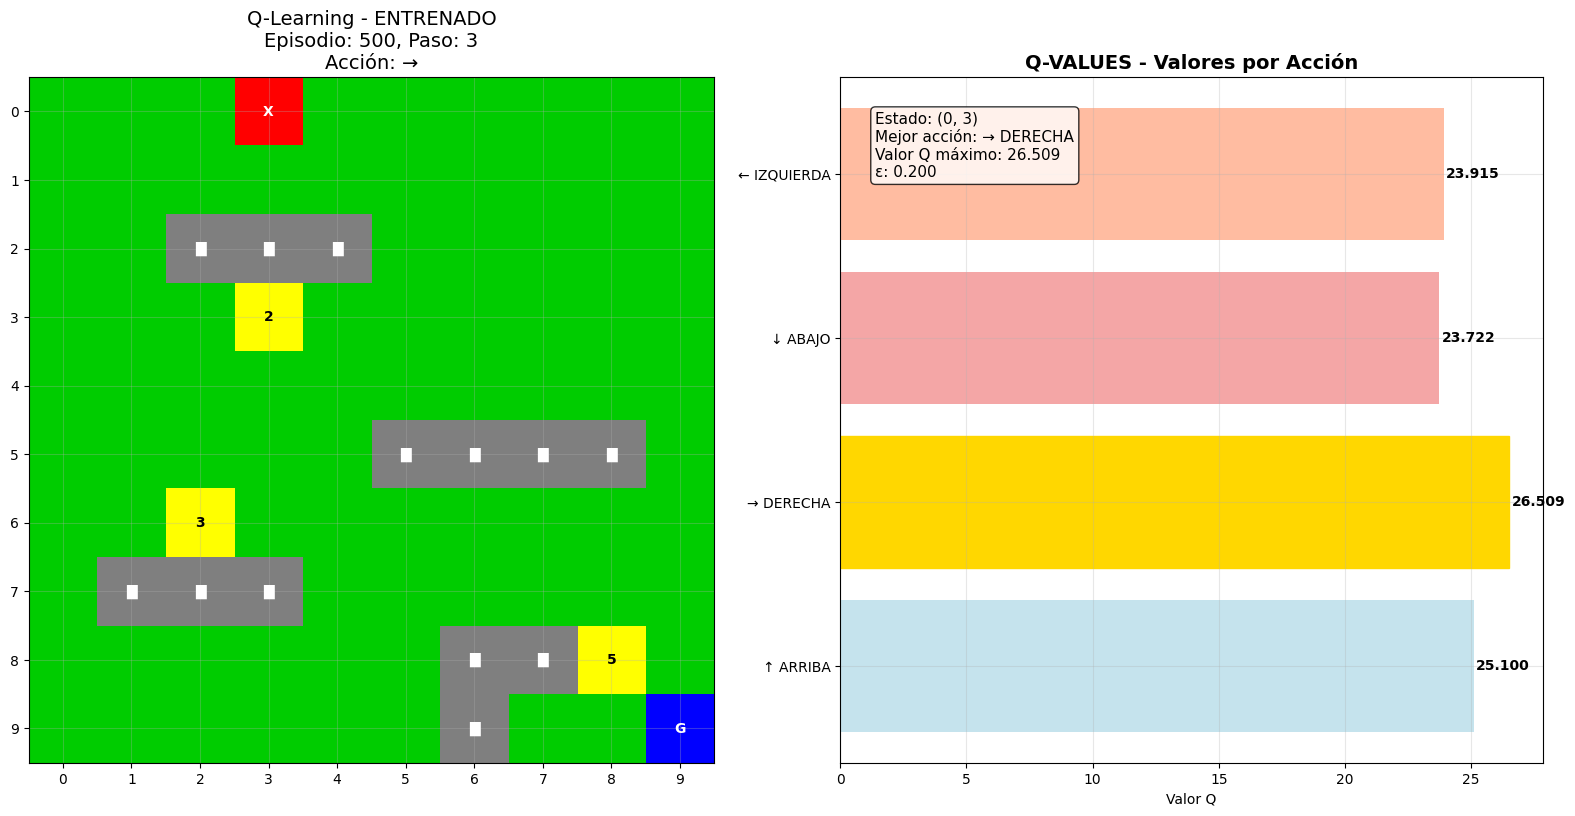 Q-Learning - ENTRENADO
Episodio: 500, Paso: 3
Acción: →
0
X
1
2
3
2
4
5
6
3
7
8
5
9
G
0 1 2 3 4 5 6 7 8 9
Q-VALUES - Valores por Acción
Estado: (0, 3)
Mejor acción: → DERECHA
Valor Q máximo: 26.509
ε: 0.200
← IZQUIERDA
23.915
↓ ABAJO
23.722
→ DERECHA
26.509
↑ ARRIBA
25.100
0 5 10 15 20 25
Valor Q